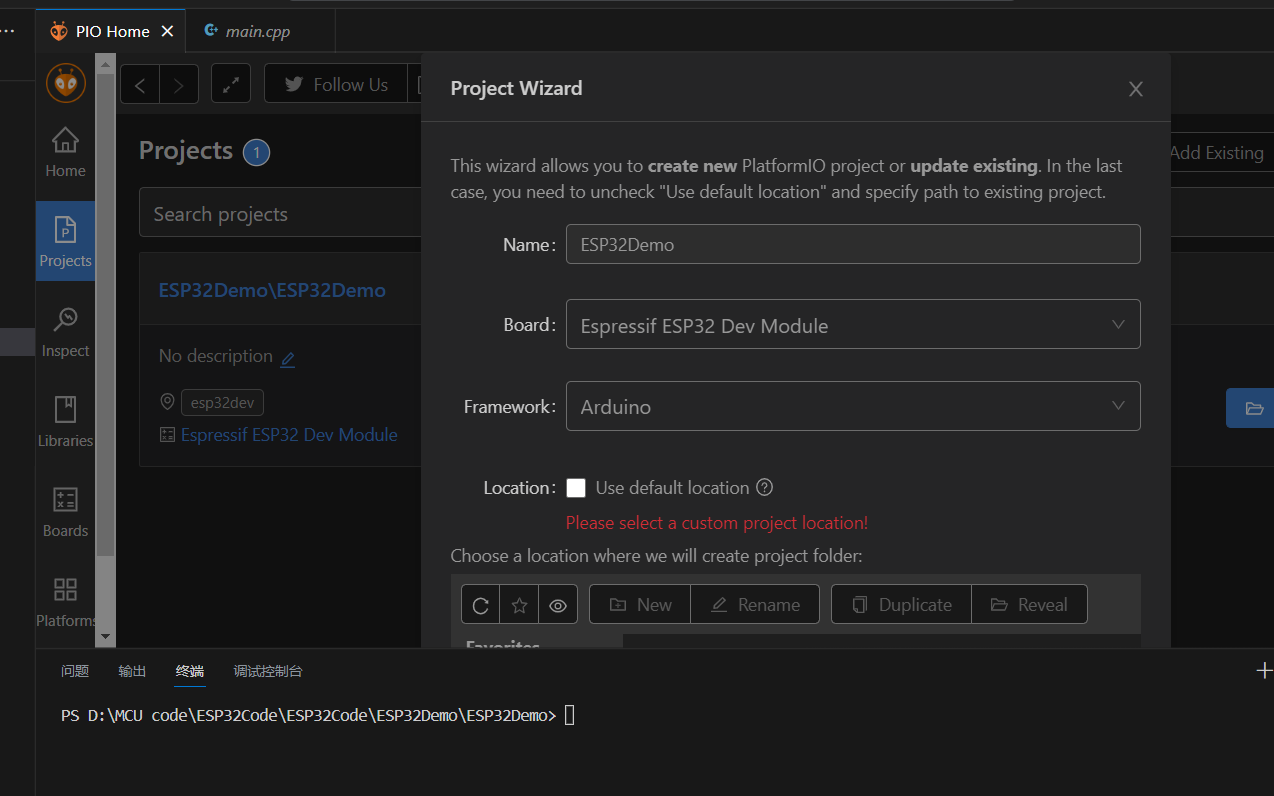 PIO Home
main.cpp
Follow Us
Project Wizard
Home
Projects 1
Add Existing
This wizard allows you to create new PlatformIO project or update existing. In the last
case, you need to uncheck "Use default location" and specify path to existing project.
Search projects
Projects
Name: ESP32Demo
ESP32Demo\ESP32Demo
Board: Espressif ESP32 Dev Module
No description
Inspect
esp32dev
Framework: Arduino
Espressif ESP32 Dev Module
Libraries
Location: Use default location
Please select a custom project location!
Boards
Choose a location where we will create project folder:
New Rename Duplicate Reveal
Platforms
Favorites
问题 输出 终端 调试控制台
PS D:\MCU code\ESP32Code\ESP32Code\ESP32Demo\ESP32Demo>